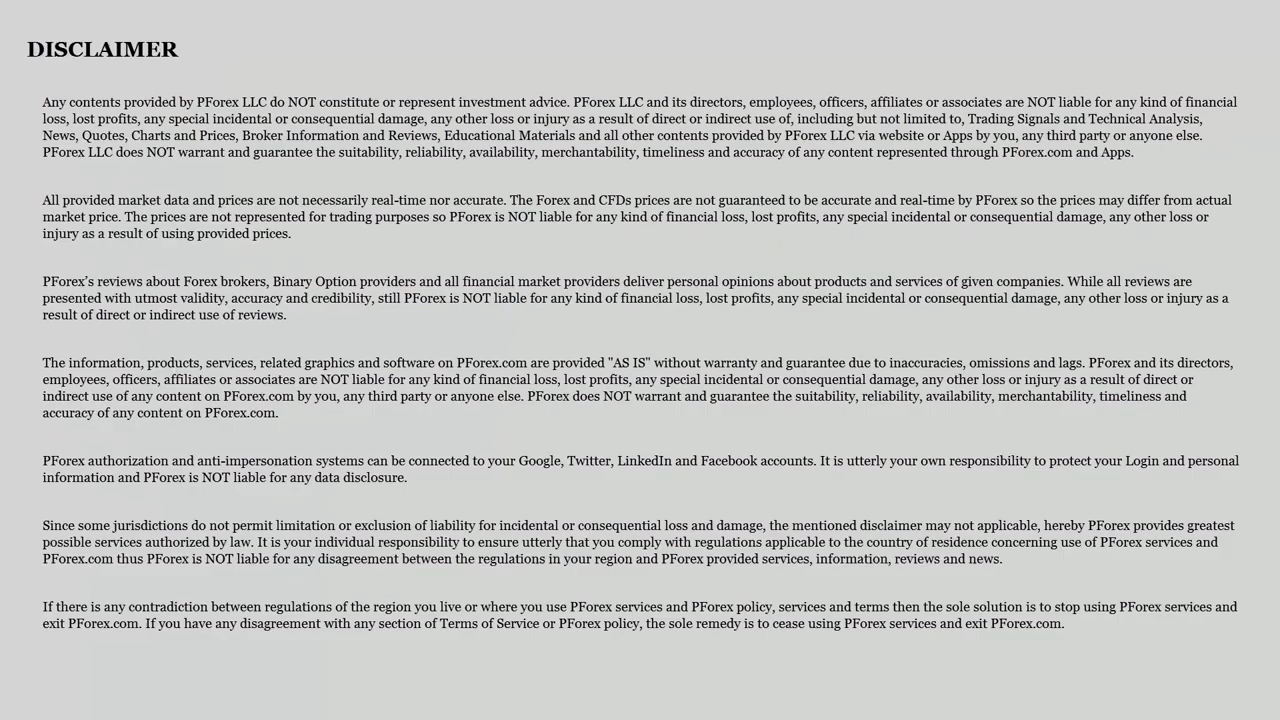 DISCLAIMER
Any contents provided by PForex LLC do NOT constitute or represent investment advice. PForex LLC and its directors, employees, officers, affiliates or associates are NOT liable for any kind of financial
loss, lost profits, any special incidental or consequential damage, any other loss or injury as a result of direct or indirect use of, including but not limited to, Trading Signals and Technical Analysis,
News, Quotes, Charts and Prices, Broker Information and Reviews, Educational Materials and all other contents provided by PForex LLC via website or Apps by you, any third party or anyone else.
PForex LLC does NOT warrant and guarantee the suitability, reliability, availability, merchantability, timeliness and accuracy of any content represented through PForex.com and Apps.
All provided market data and prices are not necessarily real-time nor accurate. The Forex and CFDs prices are not guaranteed to be accurate and real-time by PForex so the prices may differ from actual
market price. The prices are not represented for trading purposes so PForex is NOT liable for any kind of financial loss, lost profits, any special incidental or consequential damage, any other loss or
injury as a result of using provided prices.
PForex's reviews about Forex brokers, Binary Option providers and all financial market providers deliver personal opinions about products and services of given companies. While all reviews are
presented with utmost validity, accuracy and credibility, still PForex is NOT liable for any kind of financial loss, lost profits, any special incidental or consequential damage, any other loss or injury as a
result of direct or indirect use of reviews.
The information, products, services, related graphics and software on PForex.com are provided "AS IS" without warranty and guarantee due to inaccuracies, omissions and lags. PForex and its directors,
employees, officers, affiliates or associates are NOT liable for any kind of financial loss, lost profits, any special incidental or consequential damage, any other loss or injury as a result of direct or
indirect use of any content on PForex.com by you, any third party or anyone else. PForex does NOT warrant and guarantee the suitability, reliability, availability, merchantability, timeliness and
accuracy of any content on PForex.com.
PForex authorization and anti-impersonation systems can be connected to your Google, Twitter, LinkedIn and Facebook accounts. It is utterly your own responsibility to protect your Login and personal
information and PForex is NOT liable for any data disclosure.
Since some jurisdictions do not permit limitation or exclusion of liability for incidental or consequential loss and damage, the mentioned disclaimer may not applicable, hereby PForex provides greatest
possible services authorized by law. It is your individual responsibility to ensure utterly that you comply with regulations applicable to the country of residence concerning use of PForex services and
PForex.com thus PForex is NOT liable for any disagreement between the regulations in your region and PForex provided services, information, reviews and news.
If there is any contradiction between regulations of the region you live or where you use PForex services and PForex policy, services and terms then the sole solution is to stop using PForex services and
exit PForex.com. If you have any disagreement with any section of Terms of Service or PForex policy, the sole remedy is to cease using PForex services and exit PForex.com.